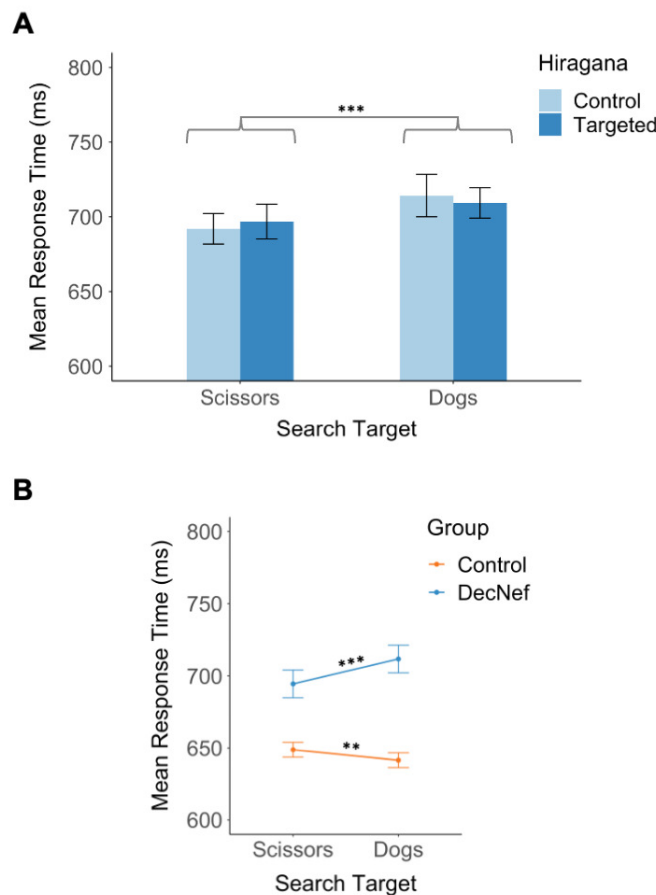 A
Mean Response Time (ms)
800
750
700
650
600
***
Hiragana
Control
Targeted
Scissors
Dogs
Search Target
B
Mean Response Time (ms)
800
750
700
650
600
***
**
Group
Control
DecNef
Scissors
Dogs
Search Target